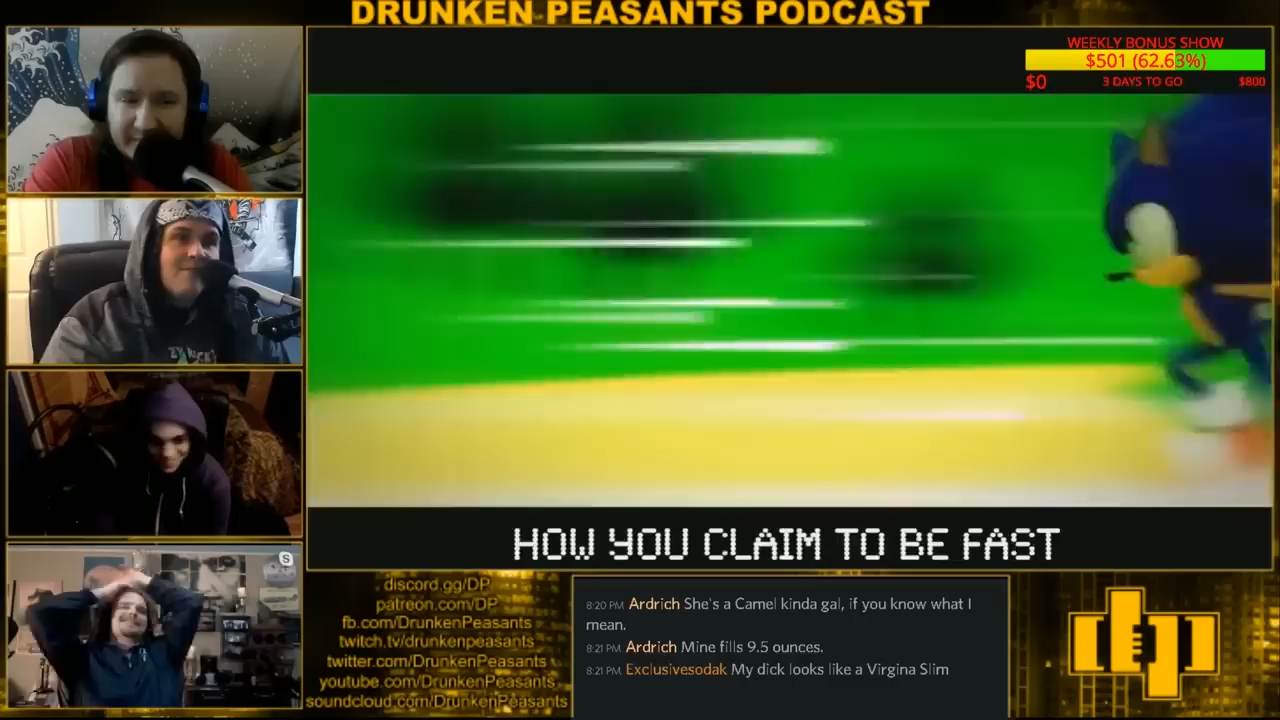 DRUNKEN PEASANTS PODCAST
WEEKLY BONUS SHOW
$501 (62.63%)
$0 3 DAYS TO GO $800
HOW YOU CLAIM TO BE FAST
discord.gg/DP
patreon.com/DP
fb.com/DrunkenPeasants
twitch.tv/drunkenpeasants
twitter.com/DrunkenPeasants
youtube.com/DrunkenPeasants
soundcloud.com/DrunkenPeasants
8:20 PM Ardrich She's a Camel kinda gal, if you know what I
mean.
8:21 PM Ardrich Mine fills 9.5 ounces.
8:21 PM Exclusivesodak My dick looks like a Virgina Slim
S